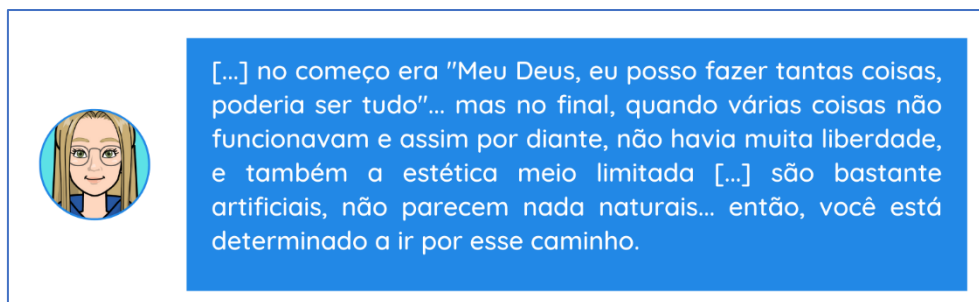 [...] no começo era "Meu Deus, eu posso fazer tantas coisas,
poderia ser tudo"... mas no final, quando várias coisas não
funcionavam e assim por diante, não havia muita liberdade,
e também a estética meio limitada [...] são bastante
artificiais, não parecem nada naturais... então, você está
determinado a ir por esse caminho.